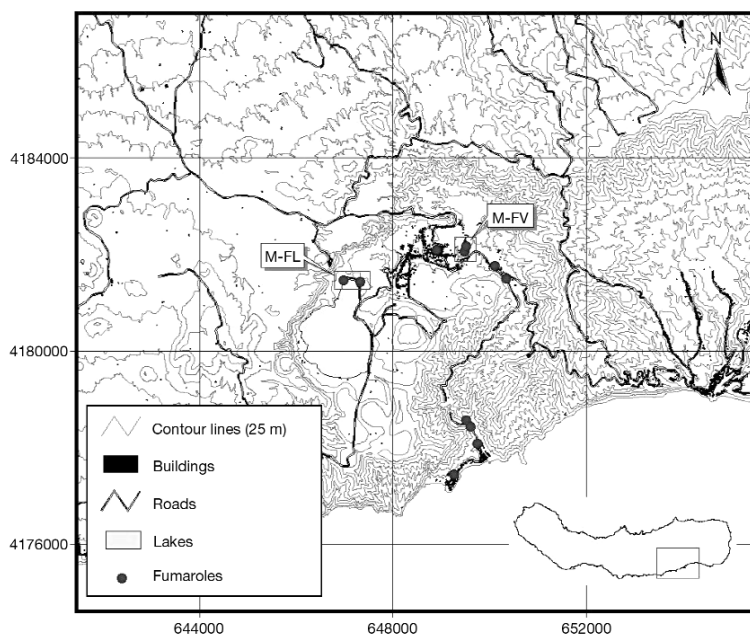 N
4184000
M-FV
M-FL
4180000
Contour lines (25 m)
Buildings
Roads
Lakes
Fumaroles
4176000
644000
648000
652000